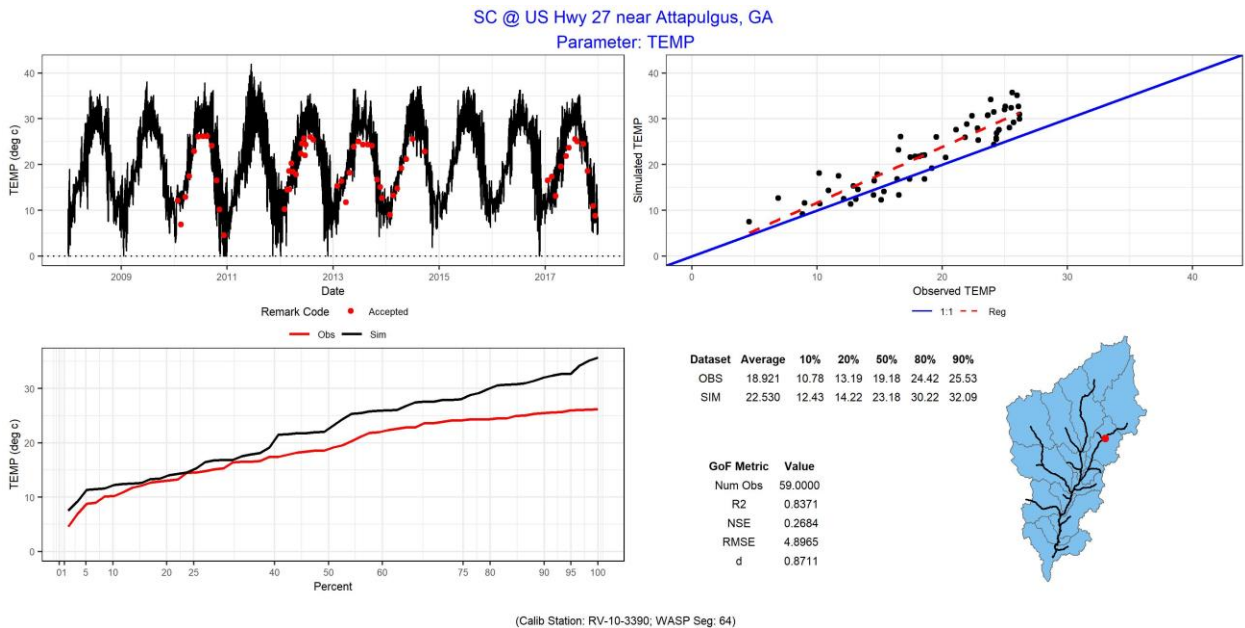 SC @ US Hwy 27 near Attapulgus, GA
Parameter: TEMP
TEMP (deg c)
40
30
20
10
0
2009 2011 2013 2015 2017
Date
Remark Code Accepted
Simulated TEMP
40
30
20
10
0
0 10 20 30 40
Observed TEMP
1:1 Reg
Obs Sim
TEMP (deg c)
30
20
10
0
01 5 10 20 25 40 50 60 75 80 90 95 100
Percent
Dataset Average 10% 20% 50% 80% 90%
OBS 18.921 10.78 13.19 19.18 24.42 25.53
SIM 22.530 12.43 14.22 23.18 30.22 32.09
GoF Metric Value
Num Obs 59.0000
R2 0.8371
NSE 0.2684
RMSE 4.8965
d 0.8711
(Calib Station: RV-10-3390; WASP Seg: 64)